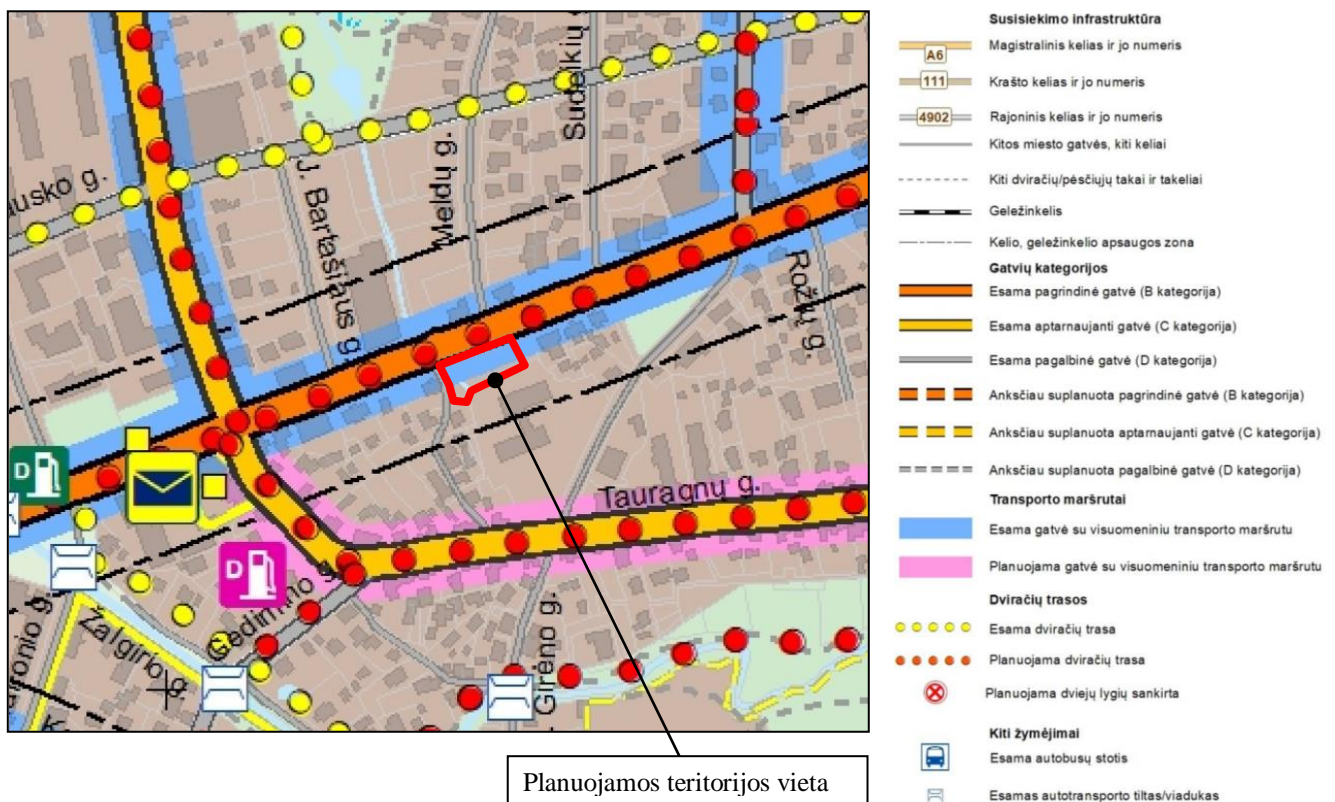 ausko g.
J. Bartašiaus g.
Meldų g.
Sudeikių g.
Rožių g.
D
D
Tauragnų g.
Gedimino g.
Žalgirio g.
Girėno g.
Planuojamos teritorijos vieta
Susisiekimo infrastruktūra
A6
Magistralinis kelias ir jo numeris
111
Krašto kelias ir jo numeris
4902
Rajoninis kelias ir jo numeris
Kitos miesto gatvės, kiti keliai
Kiti dviračių/pėsčiųjų takai ir takeliai
Geležinkelis
Kelio, geležinkelio apsaugos zona
Gatvių kategorijos
Esama pagrindinė gatvė (B kategorija)
Esama aptarnaujanti gatvė (C kategorija)
Esama pagalbinė gatvė (D kategorija)
Anksčiau suplanuota pagrindinė gatvė (B kategorija)
Anksčiau suplanuota aptarnaujanti gatvė (C kategorija)
Anksčiau suplanuota pagalbinė gatvė (D kategorija)
Transporto maršrutai
Esama gatvė su visuomeniniu transporto maršrutu
Planuojama gatvė su visuomeniniu transporto maršrutu
Dviračių trasos
Esama dviračių trasa
Planuojama dviračių trasa
Planuojama dviejų lygių sankirta
Kiti žymėjimai
Esama autobusų stotis
Esamas autotransporto tiltas/viadukas